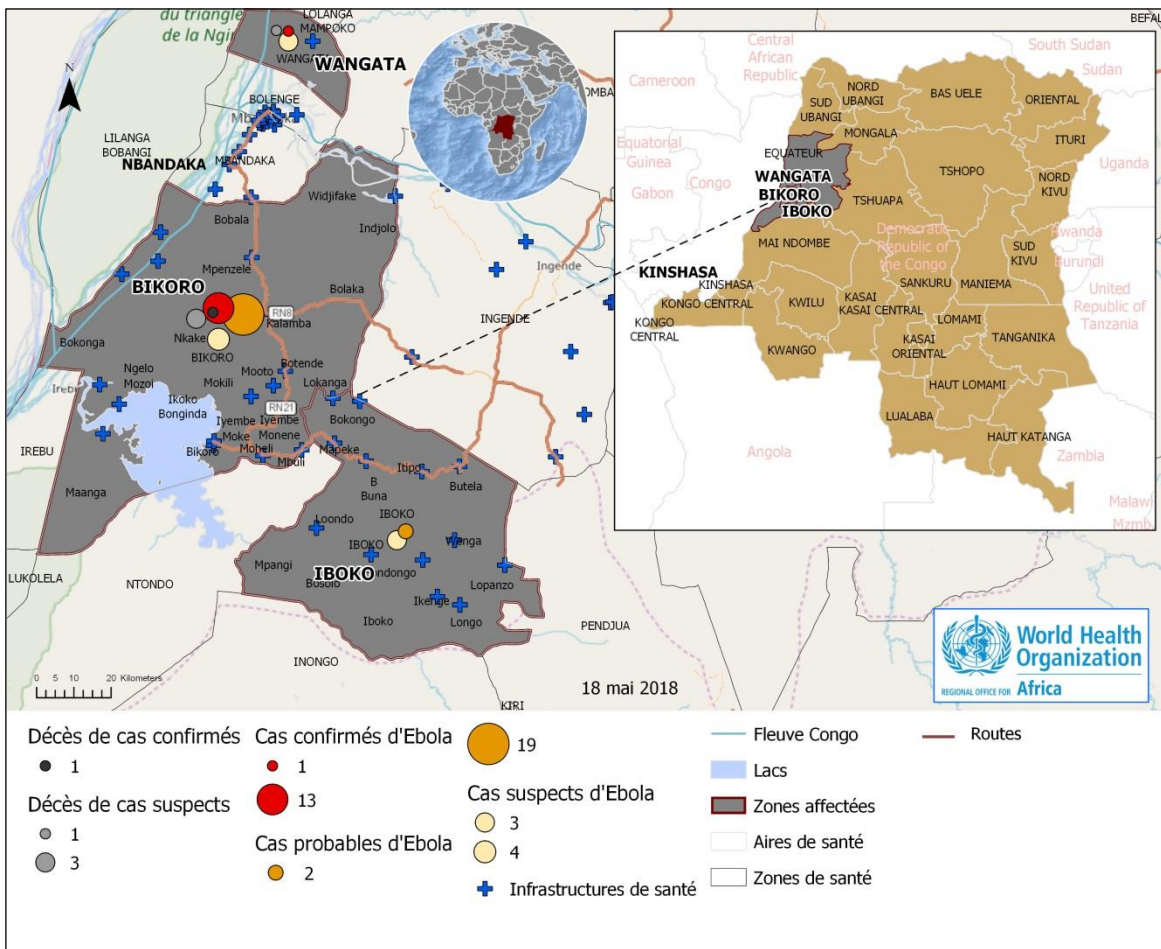 du triangle
de la Ngir
LOLANGA
MAMPOKO
WANGATA
WANGATA
N
BOLENGE
LILANGA
BOBANGI
NBANDAKA
MBANDAKA
Widjifake
Bobala
Indjolo
Mpenzele
Ingende
BIKORO
Bolaka
RN8
Kalamba
INGENDE
Nkake
BIKORO
Bokonga
Botende
Ngelo
Mozoi
Mooto
Mokili
Lokanga
Ikoko
Bonginda
RN21
Bokongo
Iyembe
Moke
Iyembe
Monene
IREBU
Bikoro
Moheli
Mbuli
Mapeke
Itipo
Maanga
B
Buna
Butela
Loondo
IBOKO
IBOKO
Wenga
Mpangi
IBOKO
Lopanzo
Bosolo
LUKOLELA
NTONDO
Ikenge
Iboko
Longo
PENDJUA
INONGO
KIRI
0 5 10 20 Kilometers
18 mai 2018
BEFAL
Central
African
Republic
South Sudan
Sudan
Cameroon
NORD
UBANGI
SUD
UBANGI
BAS UELE
ORIENTAL
MONGALA
ITURI
Equatorial
Guinea
EQUATEUR
Uganda
TSHOPO
WANGATA
BIKORO
IBOKO
Gabon
Congo
NORD
KIVU
TSHUAPA
Democratic
Republic of
the Congo
Rwanda
MAI NDOMBE
SUD
KIVU
Burundi
KINSHASA
SANKURU
MANIEMA
United
Republic of
Tanzania
KINSHASA
KONGO CENTRAL
KWILU
KASAI
KASAI CENTRAL
KONGO
CENTRAL
LOMAMI
KWANGO
KASAI
ORIENTAL
TANGANIKA
HAUT LOMAMI
LUALABA
HAUT KATANGA
Angola
Zambia
Malawi
Mzmb
World Health
Organization
REGIONAL OFFICE FOR Africa
Décès de cas confirmés
1
Décès de cas suspects
1
3
Cas confirmés d'Ebola
1
13
Cas probables d'Ebola
2
19
Cas suspects d'Ebola
3
4
Infrastructures de santé
Fleuve Congo
Routes
Lacs
Zones affectées
Aires de santé
Zones de santé